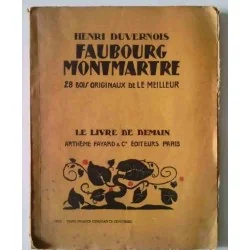 HENRI DUVERNOIS
FAUBOURG
MONTMARTRE
28 BOIS ORIGINAUX DE LE MEILLEUR
LE LIVRE DE DEMAIN
ARTHÈME FAYARD & Cie ÉDITEURS PARIS